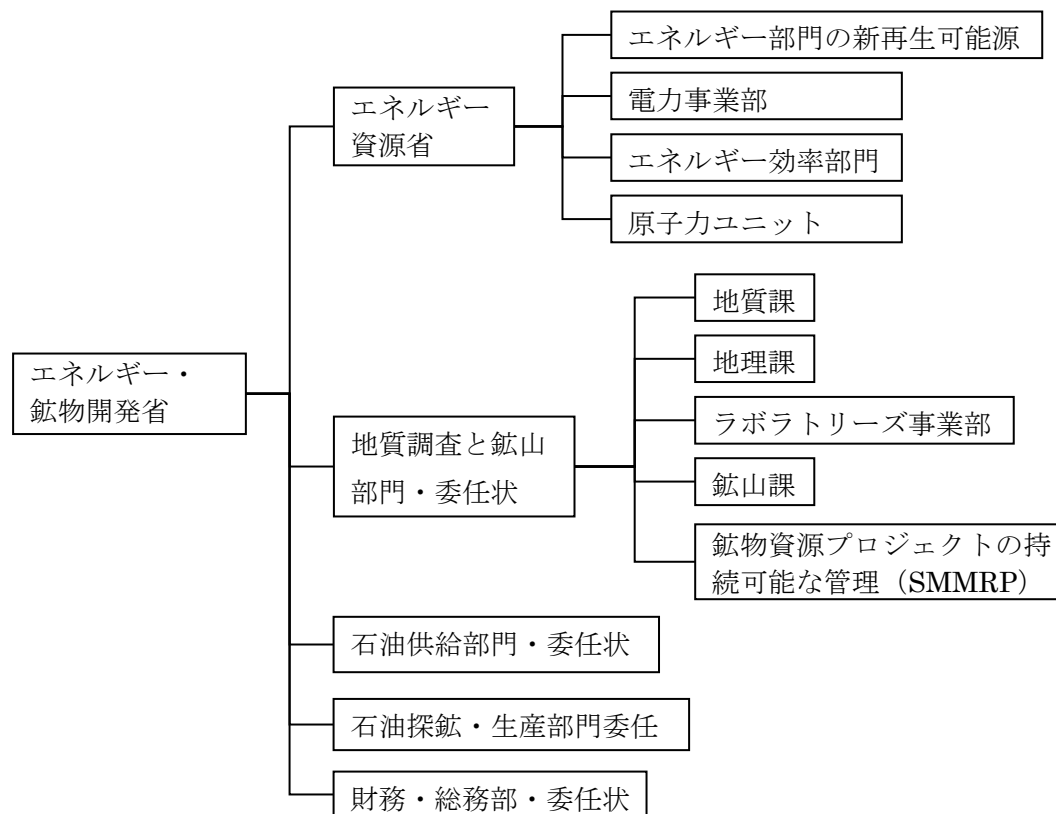 エネルギー・
鉱物開発省
エネルギー
資源省
エネルギー部門の新再生可能源
電力事業部
エネルギー効率部門
原子力ユニット
地質調査と鉱山
部門・委任状
地質課
地理課
ラボラトリーズ事業部
鉱山課
鉱物資源プロジェクトの持
続可能な管理（SMMRP）
石油供給部門・委任状
石油探鉱・生産部門委任
財務・総務部・委任状